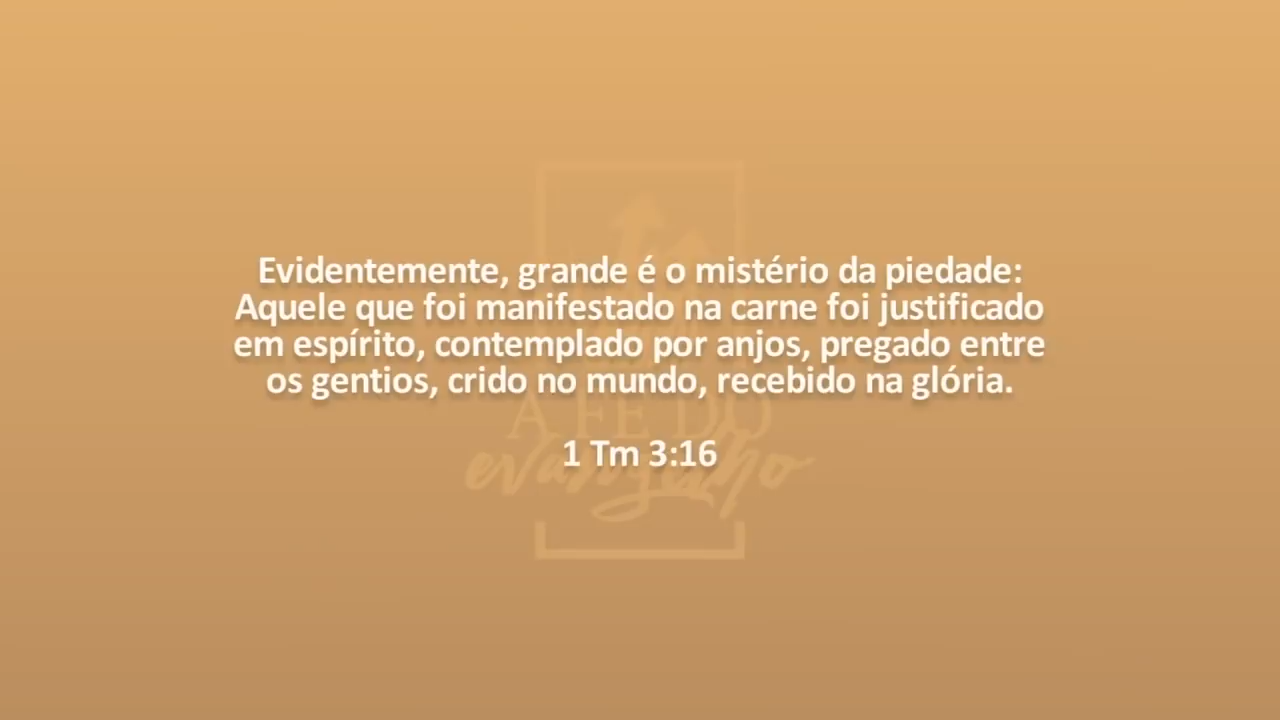 Evidentemente, grande é o mistério da piedade:
Aquele que foi manifestado na carne foi justificado
em espírito, contemplado por anjos, pregado entre
os gentios, crido no mundo, recebido na glória.
A FÉ DO
1 Tm 3:16
evangelho